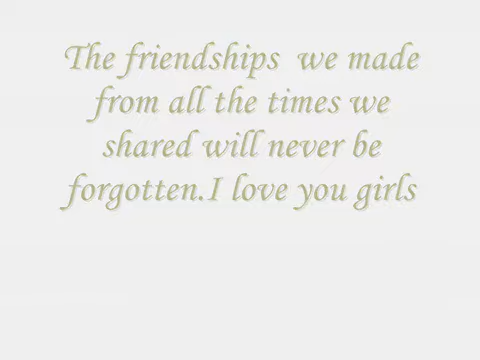 The friendships we made
from all the times we
shared will never be
forgotten.I love you girls